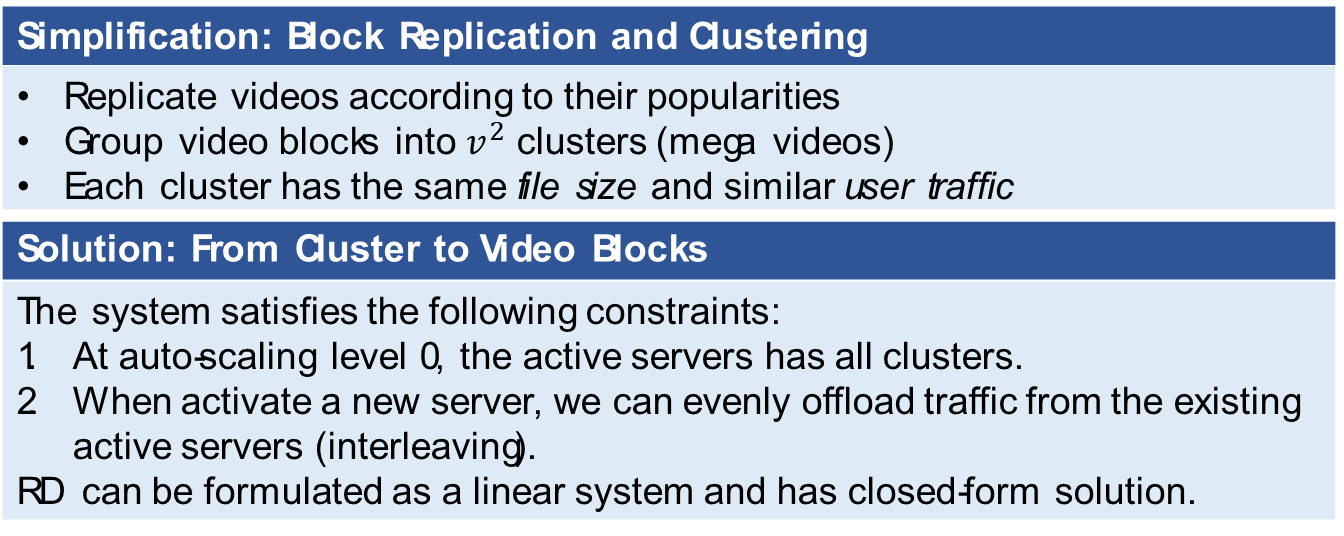 Simplification: Block Replication and Clustering
• Replicate videos according to their popularities
• Group video blocks into v² clusters (mega videos)
• Each cluster has the same file size and similar user traffic
Solution: From Cluster to Video Blocks
The system satisfies the following constraints:
1. At auto-scaling level 0, the active servers has all clusters.
2. When activate a new server, we can evenly offload traffic from the existing
active servers (interleaving).
RD can be formulated as a linear system and has closed-form solution.